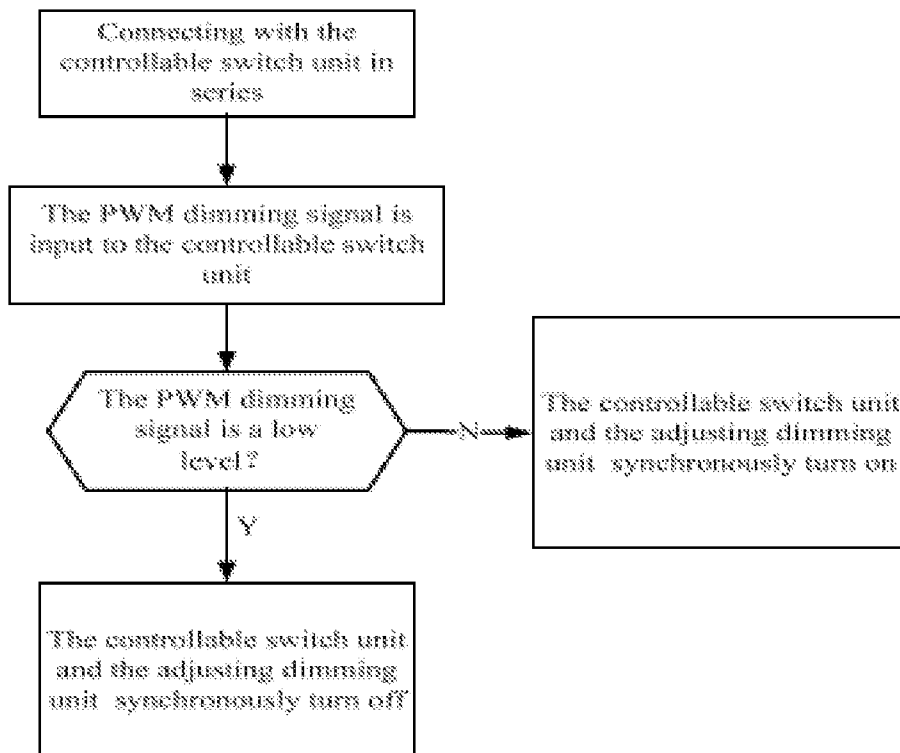 Connecting with the
controllable switch unit in
series
The PWM dimming signal is
input to the controllable switch
unit
The PWM dimming
signal is a low
level?
N
The controllable switch unit
and the adjusting dimming
unit synchronously turn on
Y
The controllable switch unit
and the adjusting dimming
unit synchronously turn off